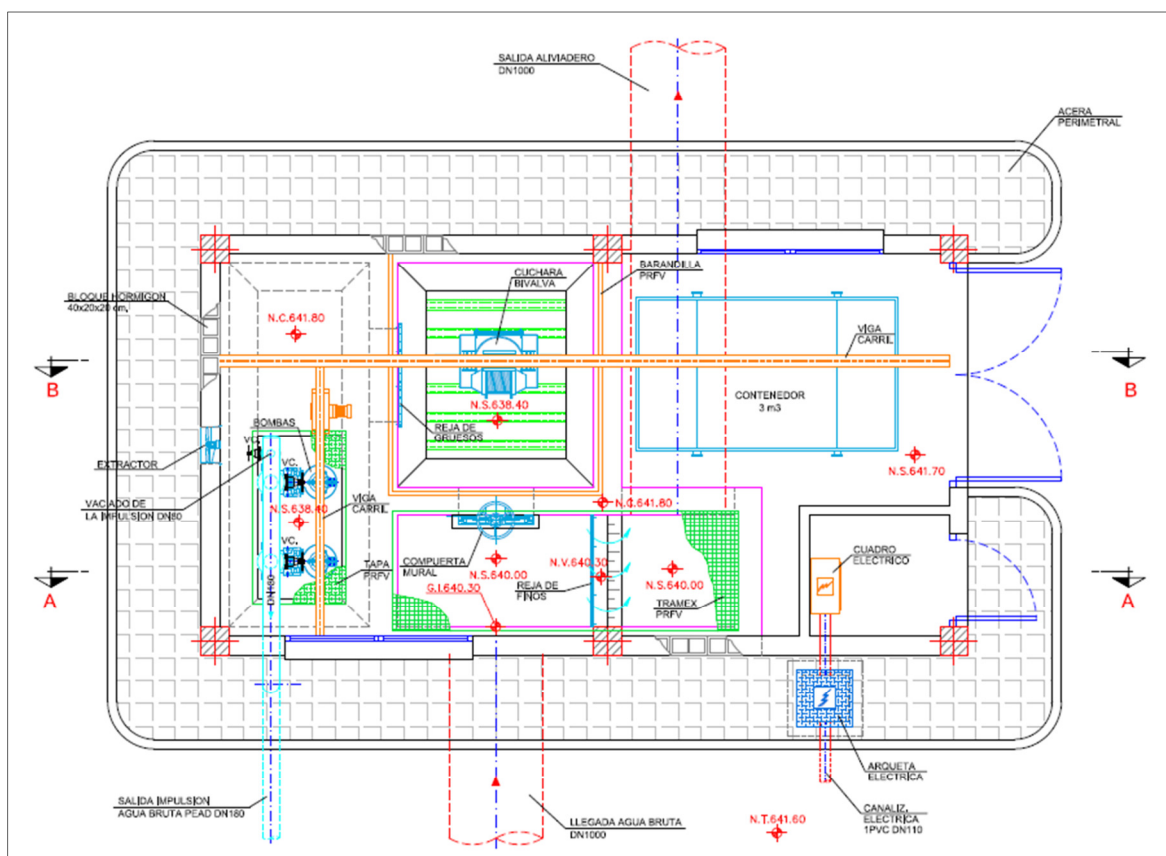 SALIDA ALIVIADERO
DN1000
ACERA
PERIMETRAL
BLOQUE HORMIGON
40x20x20 cm.
N.C.641.80
CUCHARA
BIVALVA
BARANDILLA
PRFV
VIGA
CARRIL
B
B
N.S.638.40
CONTENEDOR
3 m3
REJA DE
GRUESOS
BOMBAS
VC.
EXTRACTOR
VC.
N.S.641.70
VACIADO DE
LA IMPULSION DN80
N.S.638.40
VIGA
CARRIL
N.C.641.80
VC.
COMPUERTA
MURAL
N.V.640.30
CUADRO
ELECTRICO
A
A
TAPA
PRFV
N.S.640.00
REJA DE
FINOS
N.S.640.00
G.I.640.30
TRAMEX
PRFV
DN180
ARQUETA
ELECTRICA
SALIDA IMPULSION
AGUA BRUTA PEAD DN180
LLEGADA AGUA BRUTA
DN1000
N.T.641.60
CANALIZ.
ELECTRICA
1PVC DN110